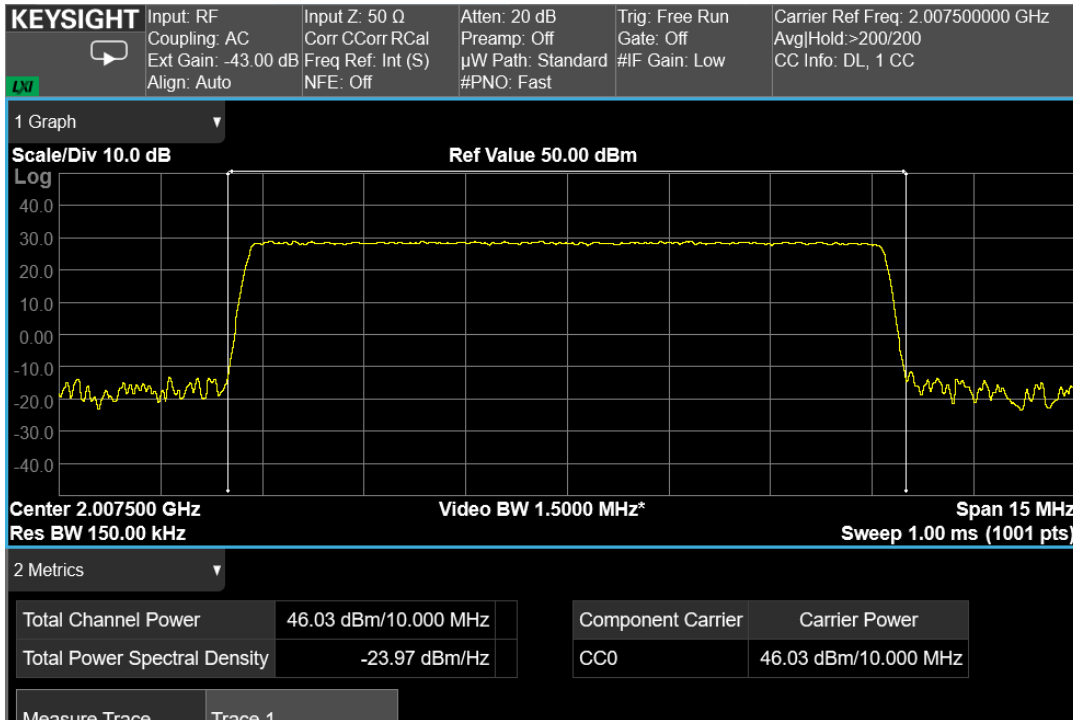 KEYSIGHT Input: RF Input Z: 50 Ω Atten: 20 dB Trig: Free Run Carrier Ref Freq: 2.007500000 GHz
Coupling: AC Corr CCorr RCal Preamp: Off Gate: Off Avg|Hold:>200/200
Ext Gain: -43.00 dB Freq Ref: Int (S) µW Path: Standard #IF Gain: Low CC Info: DL, 1 CC
LXI Align: Auto NFE: Off #PNO: Fast
1 Graph
Scale/Div 10.0 dB Ref Value 50.00 dBm
Log
40.0
30.0
20.0
10.0
0.00
-10.0
-20.0
-30.0
-40.0
Center 2.007500 GHz Video BW 1.5000 MHz* Span 15 MHz
Res BW 150.00 kHz Sweep 1.00 ms (1001 pts)
2 Metrics
Total Channel Power 46.03 dBm/10.000 MHz Component Carrier Carrier Power
Total Power Spectral Density -23.97 dBm/Hz CC0 46.03 dBm/10.000 MHz
Measure Trace Trace 1